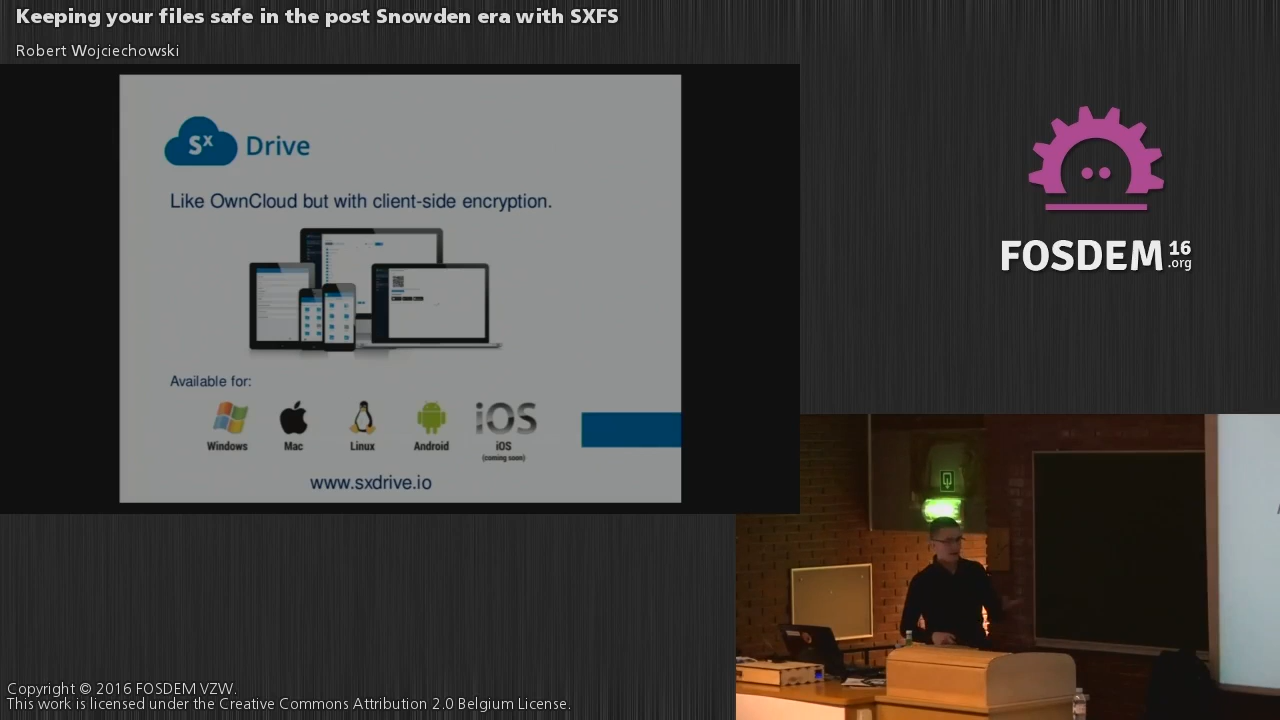 Keeping your files safe in the post Snowden era with SXFS
Robert Wojciechowski
Sx Drive
Like OwnCloud but with client-side encryption.
Available for:
iOS
Windows Mac Linux Android iOS
(coming soon)
www.sxdrive.io
FOSDEM 16
.org
Copyright © 2016 FOSDEM VZW.
This work is licensed under the Creative Commons Attribution 2.0 Belgium License.